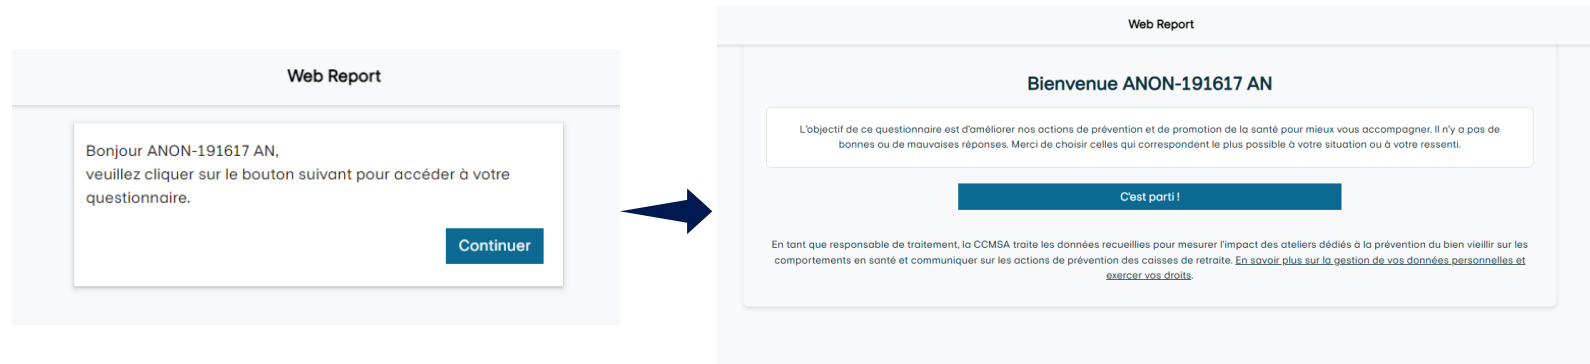 Web Report
Bonjour ANON-191617 AN,
veuillez cliquer sur le bouton suivant pour accéder à votre
questionnaire.
Continuer
Web Report
Bienvenue ANON-191617 AN
L'objectif de ce questionnaire est d'améliorer nos actions de prévention et de promotion de la santé pour mieux vous accompagner. Il n'y a pas de
bonnes ou de mauvaises réponses. Merci de choisir celles qui correspondent le plus possible à votre situation ou à votre ressenti.
C'est parti !
En tant que responsable de traitement, la CCMSA traite les données recueillies pour mesurer l'impact des ateliers dédiés à la prévention du bien vieillir sur les
comportements en santé et communiquer sur les actions de prévention des caisses de retraite. En savoir plus sur la gestion de vos données personnelles et
exercer vos droits.